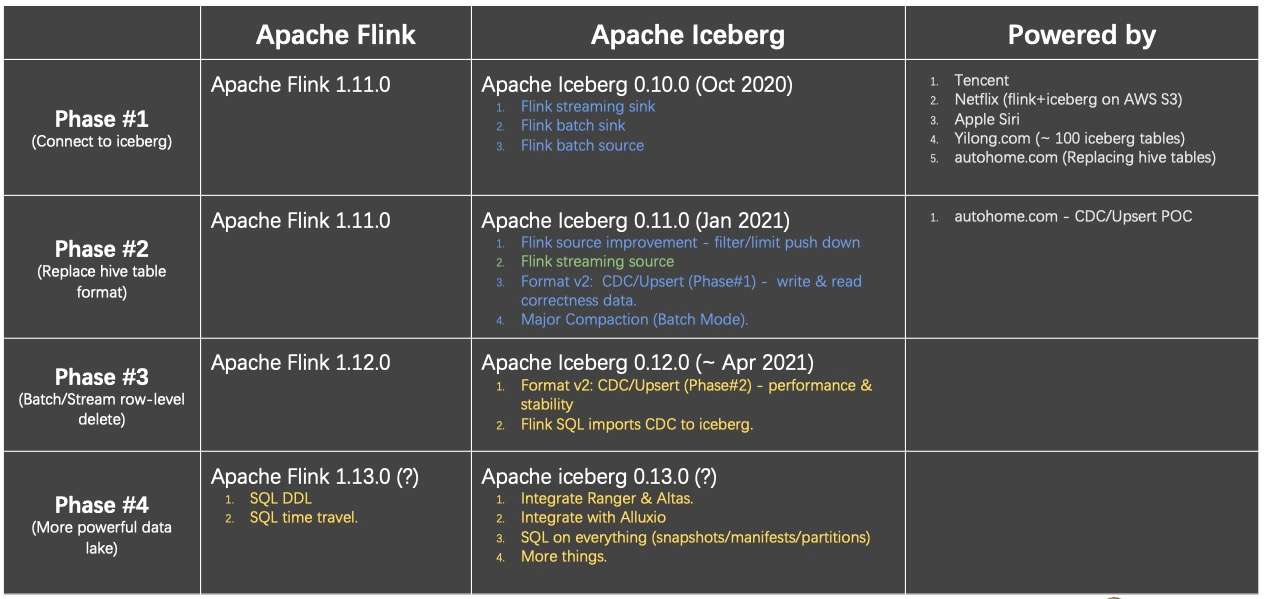 Apache Flink
Apache Iceberg
Powered by
Phase #1
(Connect to iceberg)
Apache Flink 1.11.0
Apache Iceberg 0.10.0 (Oct 2020)
1. Flink streaming sink
2. Flink batch sink
3. Flink batch source
1. Tencent
2. Netflix (flink+iceberg on AWS S3)
3. Apple Siri
4. Yilong.com (~ 100 iceberg tables)
5. autohome.com (Replacing hive tables)
Phase #2
(Replace hive table
format)
Apache Flink 1.11.0
Apache Iceberg 0.11.0 (Jan 2021)
1. Flink source improvement - filter/limit push down
2. Flink streaming source
3. Format v2: CDC/Upsert (Phase#1) - write & read
correctness data.
4. Major Compaction (Batch Mode).
1. autohome.com - CDC/Upsert POC
Phase #3
(Batch/Stream row-level
delete)
Apache Flink 1.12.0
Apache Iceberg 0.12.0 (~ Apr 2021)
1. Format v2: CDC/Upsert (Phase#2) - performance &
stability
2. Flink SQL imports CDC to iceberg.
Phase #4
(More powerful data
lake)
Apache Flink 1.13.0 (?)
1. SQL DDL
2. SQL time travel.
Apache iceberg 0.13.0 (?)
1. Integrate Ranger & Altas.
2. Integrate with Alluxio
3. SQL on everything (snapshots/manifests/partitions)
4. More things.